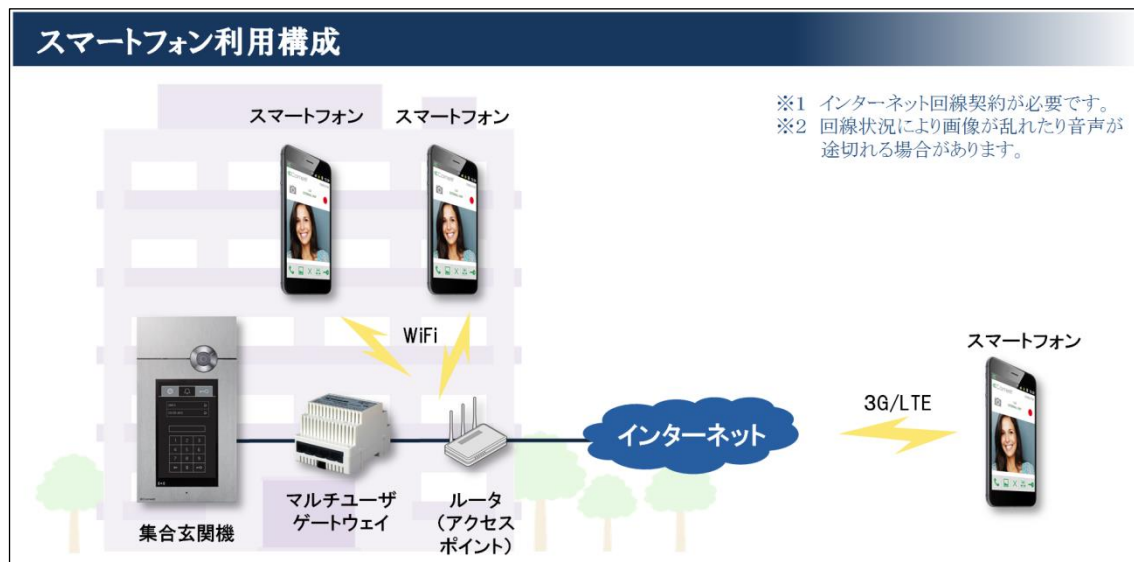 スマートフォン利用構成
※1 インターネット回線契約が必要です。
※2 回線状況により画像が乱れたり音声が
途切れる場合があります。
スマートフォン
スマートフォン
WiFi
スマートフォン
3G/LTE
インターネット
集合玄関機
マルチユーザ
ゲートウェイ
ルータ
(アクセス
ポイント)